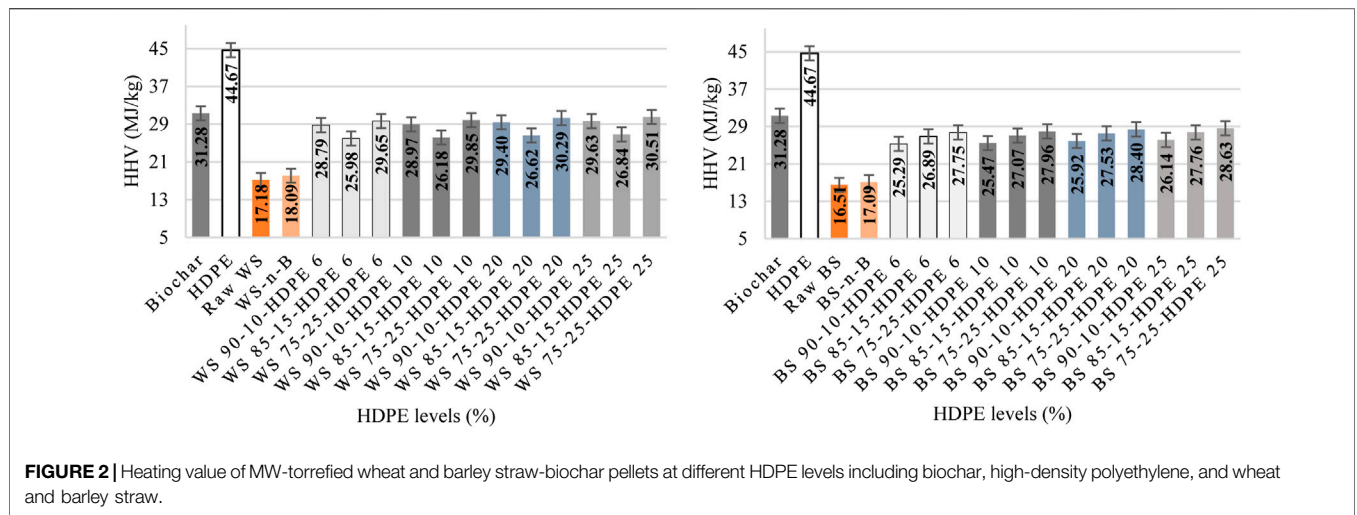 HHV (MJ/kg)
45
37
29
21
13
5
31.28
44.67
17.18
18.09
28.79
25.98
29.65
28.97
26.18
29.85
29.40
26.62
30.29
29.63
26.84
30.51
Biochar
HDPE
Raw WS
WS-n-B
WS 90-10-HDPE 6
WS 85-15-HDPE 6
WS 75-25-HDPE 6
WS 90-10-HDPE 10
WS 85-15-HDPE 10
WS 75-25-HDPE 10
WS 90-10-HDPE 20
WS 85-15-HDPE 20
WS 75-25-HDPE 20
WS 90-10-HDPE 25
WS 85-15-HDPE 25
WS 75-25-HDPE 25
HDPE levels (%)
HHV (MJ/kg)
45
37
29
21
13
5
31.28
44.67
16.51
17.09
25.29
26.89
27.75
25.47
27.07
27.96
25.92
27.53
28.40
26.14
27.76
28.63
Biochar
HDPE
Raw BS
BS-n-B
BS 90-10-HDPE 6
BS 85-15-HDPE 6
BS 75-25-HDPE 6
BS 90-10-HDPE 10
BS 85-15-HDPE 10
BS 75-25-HDPE 10
BS 90-10-HDPE 20
BS 85-15-HDPE 20
BS 75-25-HDPE 20
BS 90-10-HDPE 25
BS 85-15-HDPE 25
BS 75-25-HDPE 25
HDPE levels (%)
FIGURE 2 | Heating value of MW-torrefied wheat and barley straw-biochar pellets at different HDPE levels including biochar, high-density polyethylene, and wheat
and barley straw.